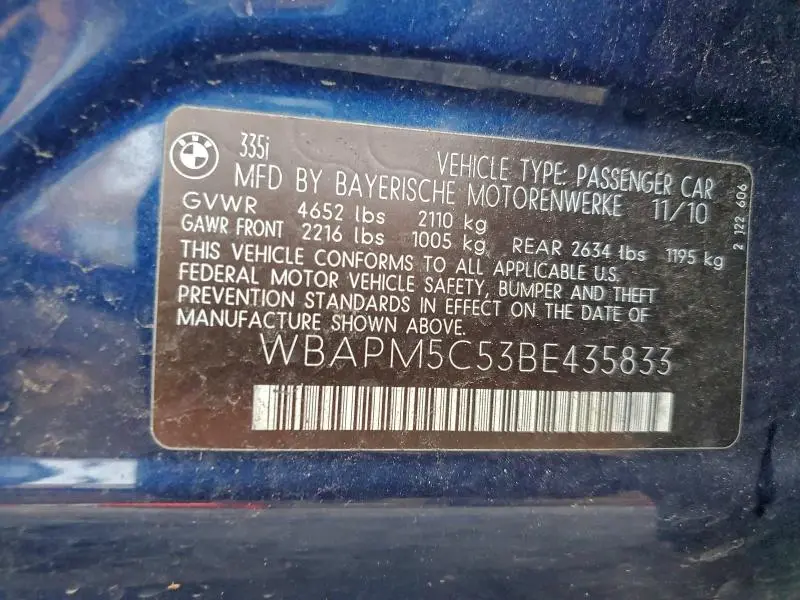 BMW
335i
VEHICLE TYPE: PASSENGER CAR
MFD BY BAYERISCHE MOTORENWERKE 11/10
GVWR 4652 lbs 2110 kg
GAWR FRONT 2216 lbs 1005 kg REAR 2634 lbs 1195 kg
THIS VEHICLE CONFORMS TO ALL APPLICABLE U.S.
FEDERAL MOTOR VEHICLE SAFETY, BUMPER AND THEFT
PREVENTION STANDARDS IN EFFECT ON THE DATE OF
MANUFACTURE SHOWN ABOVE.
WBAPM5C53BE435833
2 122 606